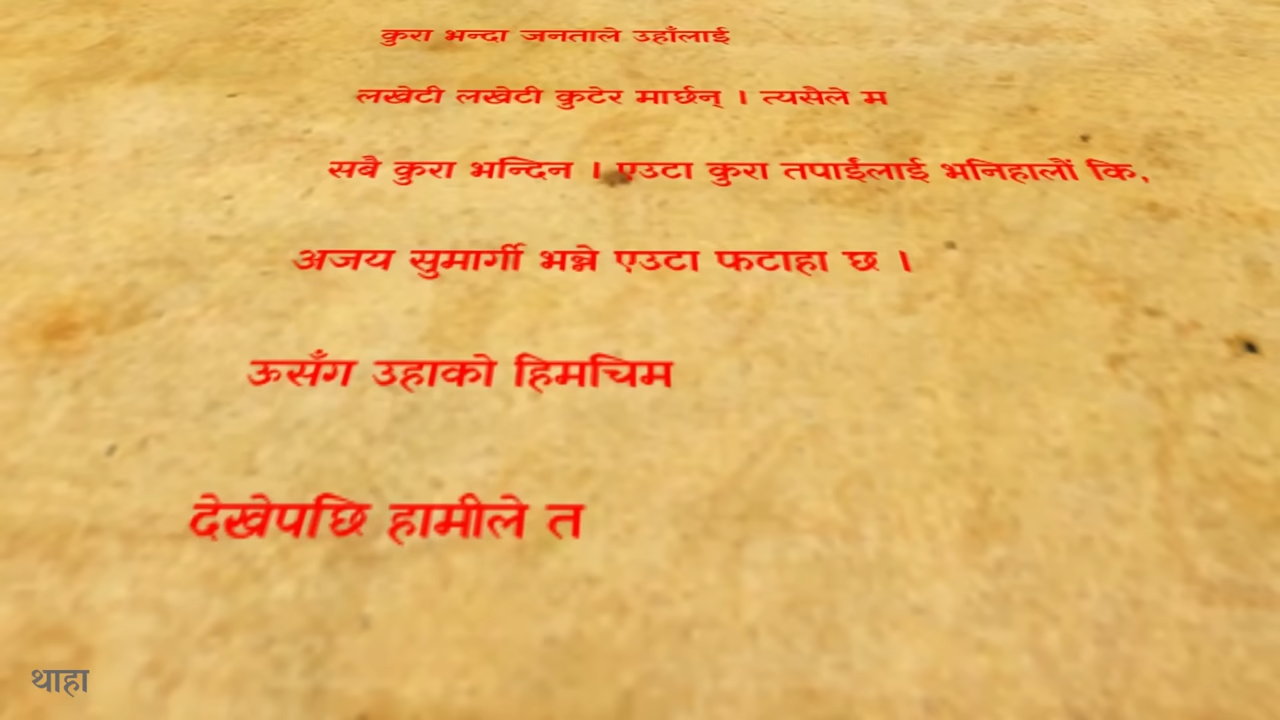 कुरा भन्दा जनताले उहाँलाई
लखेटी लखेटी कुटेर मार्छन् । त्यसैले म
सबै कुरा भन्दिन । एउटा कुरा तपाईंलाई भनिहालौं कि,
अजय सुमार्गी भन्ने एउटा फटाहा छ ।
ऊसँग उहाको हिमचिम
देखेपछि हामीले त
थाहा